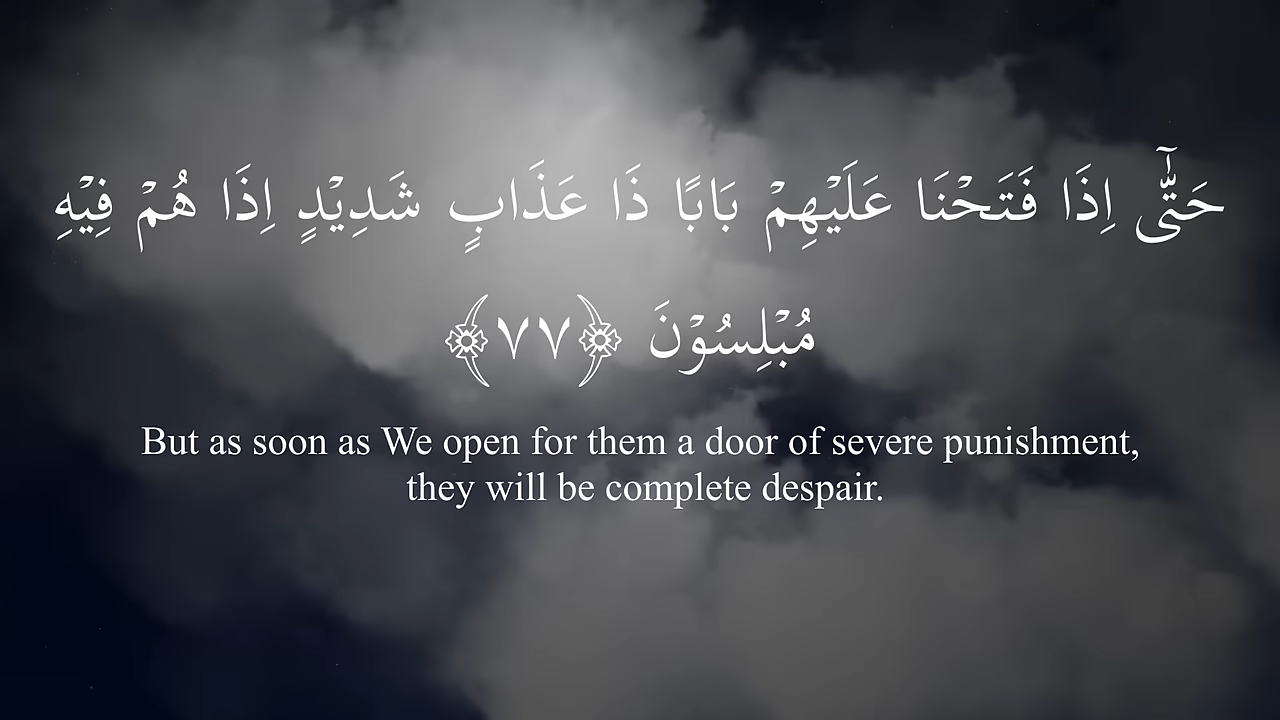 حَتّٰٓى اِذَا فَتَحْنَا عَلَيْهِمْ بَابًا ذَا عَذَابٍ شَدِيْدٍ اِذَا هُمْ فِيْهِ
مُبْلِسُوْنَ ﴿٧٧﴾
But as soon as We open for them a door of severe punishment,
they will be complete despair.